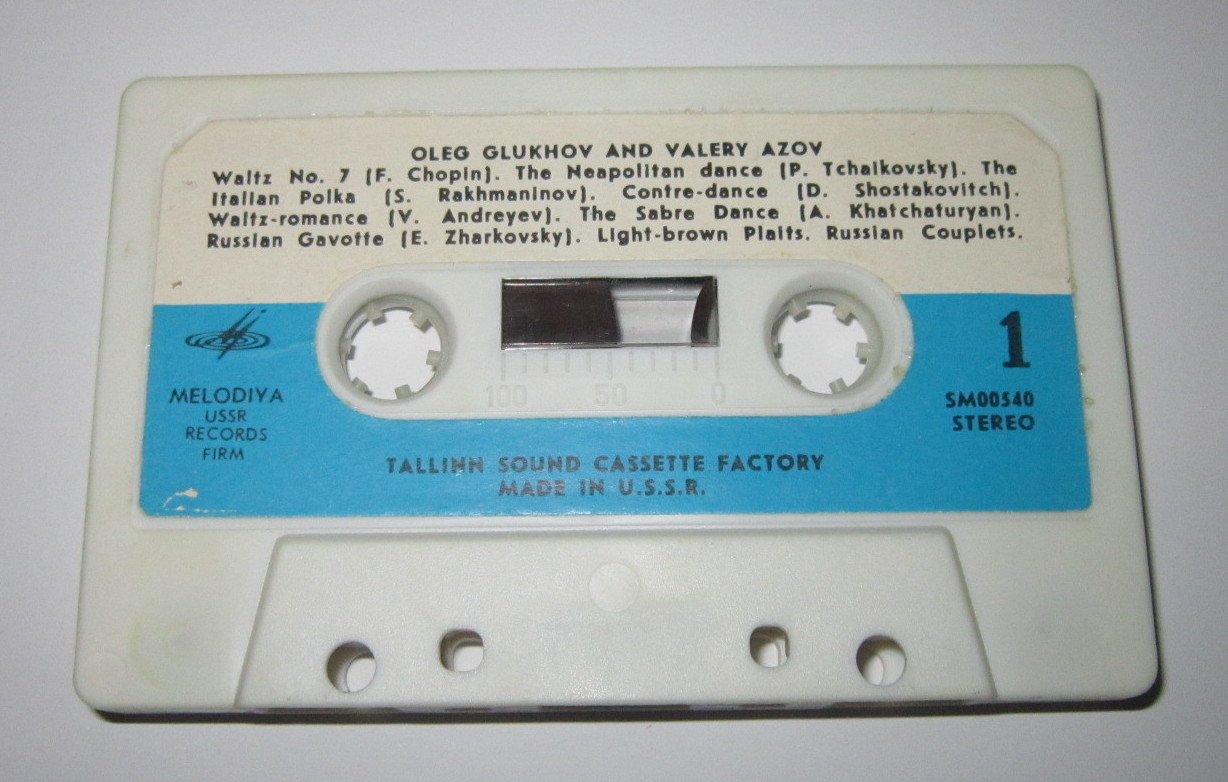 OLEG GLUKHOV AND VALERY AZOV
Waltz No. 7 (F. Chopin). The Neapolitan dance (P. Tchaikovsky). The
Italian Polka (S. Rakhmaninov). Contre-dance (D. Shostakovitch).
Waltz-romance (V. Andreyev). The Sabre Dance (A. Khatchaturyan).
Russian Gavotte (E. Zharkovsky). Light-brown Plaits. Russian Couplets.
1
100 50 0
MELODIYA
USSR
RECORDS
FIRM
SM00540
STEREO
TALLINN SOUND CASSETTE FACTORY
MADE IN U.S.S.R.